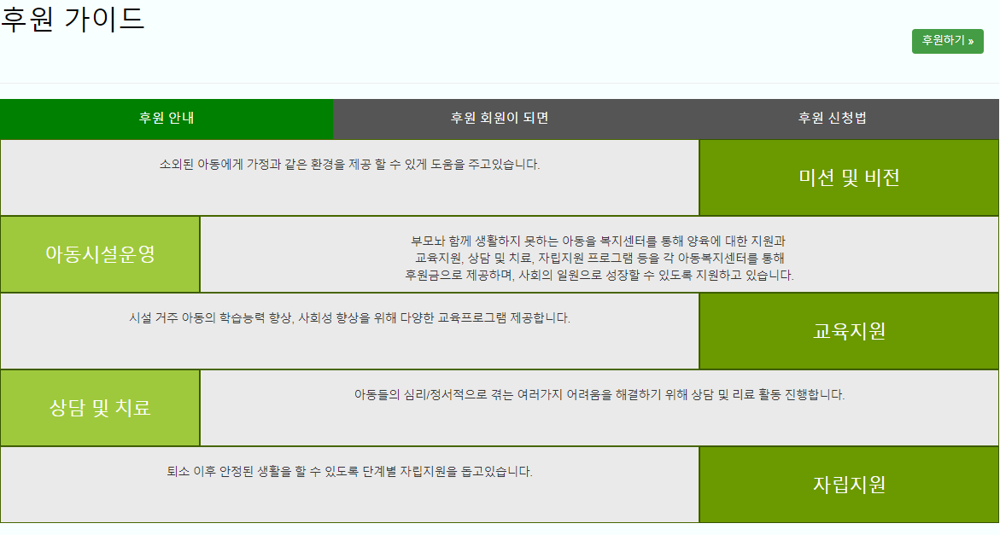 후원 가이드
후원하기 »
후원 안내
후원 회원이 되면
후원 신청법
소외된 아동에게 가정과 같은 환경을 제공 할 수 있게 도움을 주고있습니다.
미션 및 비전
아동시설운영
부모놔 함께 생활하지 못하는 아동을 복지센터를 통해 양육에 대한 지원과
교육지원, 상담 및 치료, 자립지원 프로그램 등을 각 아동복지센터를 통해
후원금으로 제공하며, 사회의 일원으로 성장할 수 있도록 지원하고 있습니다.
시설 거주 아동의 학습능력 향상, 사회성 향상을 위해 다양한 교육프로그램 제공합니다.
교육지원
상담 및 치료
아동들의 심리/정서적으로 겪는 여러가지 어려움을 해결하기 위해 상담 및 리료 활동 진행합니다.
퇴소 이후 안정된 생활을 할 수 있도록 단계별 자립지원을 돕고있습니다.
자립지원